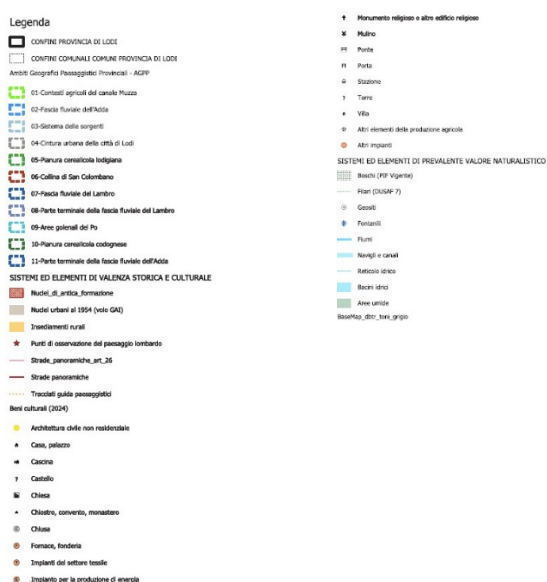 Legenda
CONFINI PROVINCIA DI LODI
CONFINI COMUNALI COMUNI PROVINCIA DI LODI
Ambiti Geografici Paesaggistici Provinciali - AGPP
01-Contesti agricoli del canale Muzza
02-Fascia fluviale dell'Adda
03-Sistema delle sorgenti
04-Cintura urbana della città di Lodi
05-Pianura cerealicola lodigiana
06-Collina di San Colombano
07-Fascia fluviale del Lambro
08-Parte terminale della fascia fluviale del Lambro
09-Aree golenali del Po
10-Pianura cerealicola codognese
11-Parte terminale della fascia fluviale dell'Adda
SISTEMI ED ELEMENTI DI VALENZA STORICA E CULTURALE
Nuclei_di_antica_formazione
Nuclei urbani al 1954 (volo GAI)
Insediamenti rurali
Punti di osservazione del paesaggio lombardo
Strade_panoramiche_art_26
Strade panoramiche
Tracciati guida paesaggistici
Beni culturali (2024)
Architettura civile non residenziale
Casa, palazzo
Cascina
Castello
Chiesa
Chiostro, convento, monastero
Chiusa
Fornace, fonderia
Impianti del settore tessile
Impianto per la produzione di energia
Monumento religioso e altro edificio religioso
Mulino
Ponte
Porta
Stazione
Torre
Villa
Altri elementi della produzione agricola
Altri impianti
SISTEMI ED ELEMENTI DI PREVALENTE VALORE NATURALISTICO
Boschi (PIF Vigente)
Filari (DUSAF 7)
Geositi
Fontanili
Fiumi
Navigli e canali
Reticolo idrico
Bacini idrici
Aree umide
BaseMap_dbtr_toni_grigio